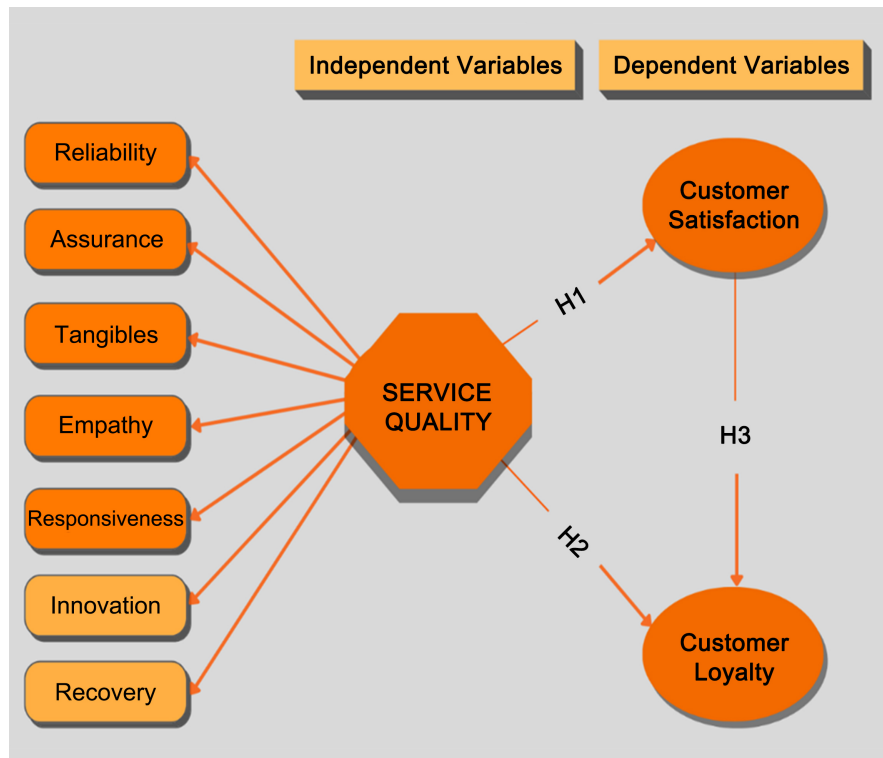 Independent Variables
Dependent Variables
Reliability
Assurance
Tangibles
Empathy
Responsiveness
Innovation
Recovery
SERVICE
QUALITY
H1
H2
H3
Customer
Satisfaction
Customer
Loyalty